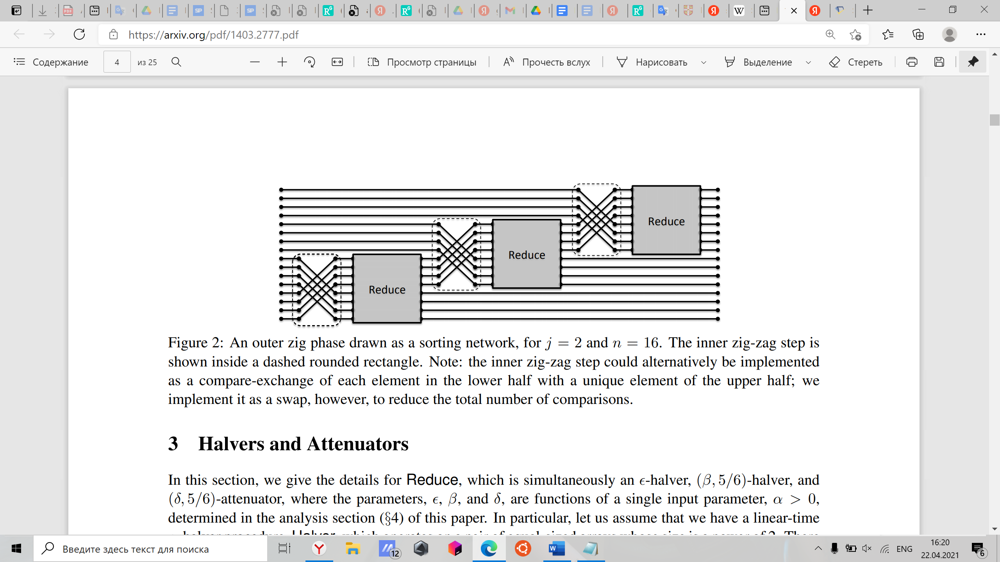 https://arxiv.org/pdf/1403.2777.pdf
Содержание 4 из 25 Просмотр страницы Прочесть вслух Нарисовать Выделение Стереть
Reduce
Reduce
Reduce
Figure 2: An outer zig phase drawn as a sorting network, for j = 2 and n = 16. The inner zig-zag step is
shown inside a dashed rounded rectangle. Note: the inner zig-zag step could alternatively be implemented
as a compare-exchange of each element in the lower half with a unique element of the upper half; we
implement it as a swap, however, to reduce the total number of comparisons.
3 Halvers and Attenuators
In this section, we give the details for Reduce, which is simultaneously an ϵ-halver, (β, 5/6)-halver, and
(δ, 5/6)-attenuator, where the parameters, ϵ, β, and δ, are functions of a single input parameter, α > 0,
determined in the analysis section (§4) of this paper. In particular, let us assume that we have a linear-time
Введите здесь текст для поиска
12
ENG
16:20
22.04.2021
6